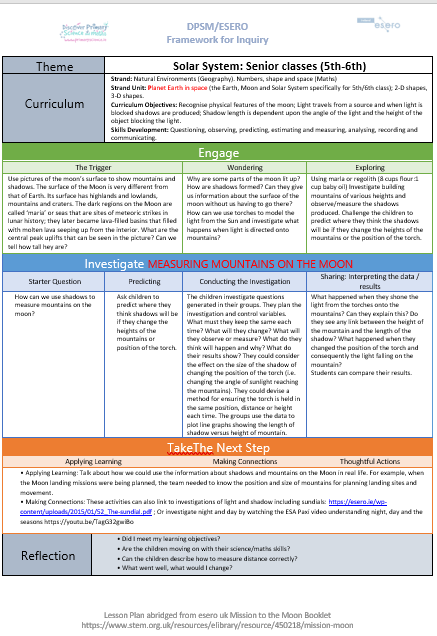 Discover Primary
Science & Maths
DPSM/ESERO
Framework for Inquiry
esero
Theme
Solar System: Senior classes (5th-6th)
Curriculum
Strand: Natural Environments (Geography). Numbers, shape and space (Maths)
Strand Unit: Planet Earth in space (the Earth, Moon and Solar System specifically for 5th/6th class); 2-D shapes,
3-D shapes.
Curriculum Objectives: Recognise physical features of the moon; Light travels from a source and when light is
blocked shadows are produced; Shadow length is dependent upon the angle of the light and the height of the
object blocking the light.
Skills Development: Questioning, observing, predicting, estimating and measuring, analysing, recording and
communicating.
Engage
The Trigger
Wondering
Exploring
Use pictures of the moon's surface to show mountains and
shadows. The surface of the Moon is very different from
that of Earth. Its surface has highlands and lowlands,
mountains and craters. The dark regions on the Moon are
called 'maria' or seas that are sites of meteoric strikes in
lunar history; they later became lava-filled basins that filled
with molten lava seeping up from the interior. What are the
central peak uplifts that can be seen in the picture? Can we
tell how tall they are?
Why are some parts of the moon lit up?
How are shadows formed? Can they give
us information about the surface of the
moon without us having to go there?
How can we use torches to model the
light from the Sun and investigate what
happens when light is directed onto
mountains?
Using maria or regolith (8 cups flour:1
cup baby oil) Investigate building
mountains of various heights and
observe/measure the shadows
produced. Challenge the children to
predict where they think the shadows
will be if they change the heights of
the mountains or the position of the torch.
Investigate MEASURING MOUNTAINS ON THE MOON
Starter Question
Predicting
Conducting the Investigation
Sharing: Interpreting the data /
results
How can we use shadows to
measure mountains on the
moon?
Ask children to
predict where they
think shadows will be
if they change the
heights of the
mountains or
position of the torch.
The children investigate questions
generated in their groups. They plan the
investigation and control variables.
What must they keep the same each
time? What will they change? What will
they observe or measure? What do they
think will happen and why? What do
their results show? They could consider
the effect on the size of the shadow of
changing the position of the torch (i.e.
changing the angle of sunlight reaching
the mountains). They could devise a
method for ensuring the torch is held in
the same position, distance or height
each time. The groups use the data to
plot line graphs showing the length of
shadow versus height of mountain.
What happened when they shone the
light from the torches onto the
mountains? Can they explain this? Do
they see any link between the height of
the mountain and the length of the
shadow? What happened when they
changed the position of the torch and
consequently the light falling on the
mountain?
Students can compare their results.
TakeThe Next Step
Applying Learning
Making Connections
Thoughtful Actions
• Applying Learning: Talk about how we could use the information about shadows and mountains on the Moon in real life. For example, when
the Moon landing missions were being planned, the team needed to know the position and size of mountains for planning landing sites and
movement.
• Making Connections: These activities can also link to investigations of light and shadow including sundials: https://esero.ie/wp-
content/uploads/2015/01/52_The-sundial.pdf ; Or investigate night and day by watching the ESA Paxi video understanding night, day and the
seasons https://youtu.be/TagG32gwiBo
Reflection
• Did I meet my learning objectives?
• Are the children moving on with their science/maths skills?
• Can the children describe how to measure distance correctly?
• What went well, what would I change?
Lesson Plan abridged from esero uk Mission to the Moon Booklet
https://www.stem.org.uk/resources/elibrary/resource/450218/mission-moon